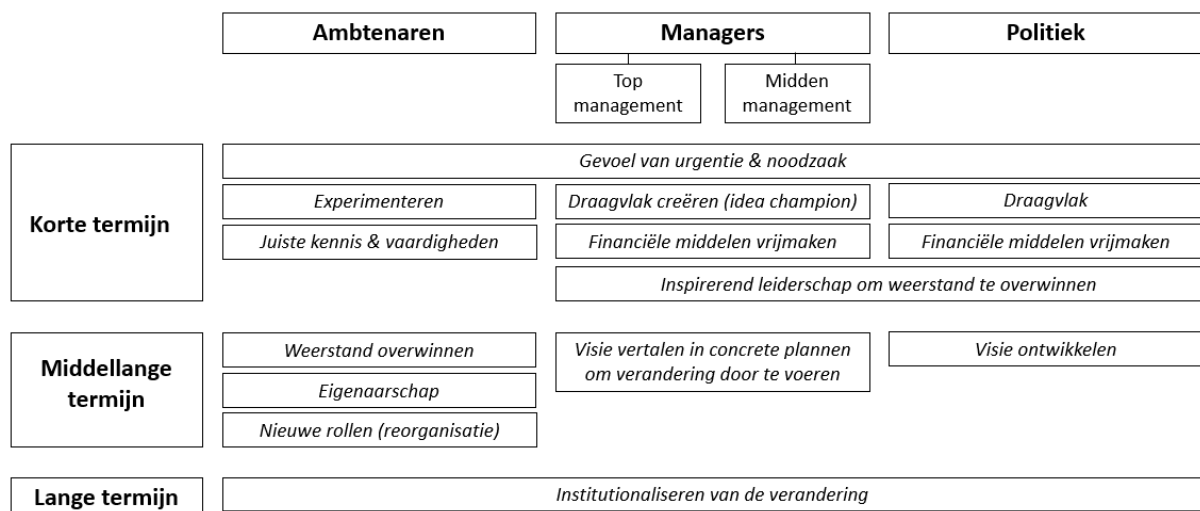 Ambtenaren
Managers
Politiek
Top
management
Midden
management
Korte termijn
Gevoel van urgentie & noodzaak
Experimenteren
Draagvlak creëren (idea champion)
Draagvlak
Juiste kennis & vaardigheden
Financiële middelen vrijmaken
Financiële middelen vrijmaken
Inspirerend leiderschap om weerstand te overwinnen
Middellange
termijn
Weerstand overwinnen
Visie vertalen in concrete plannen
om verandering door te voeren
Visie ontwikkelen
Eigenaarschap
Nieuwe rollen (reorganisatie)
Lange termijn
Institutionaliseren van de verandering